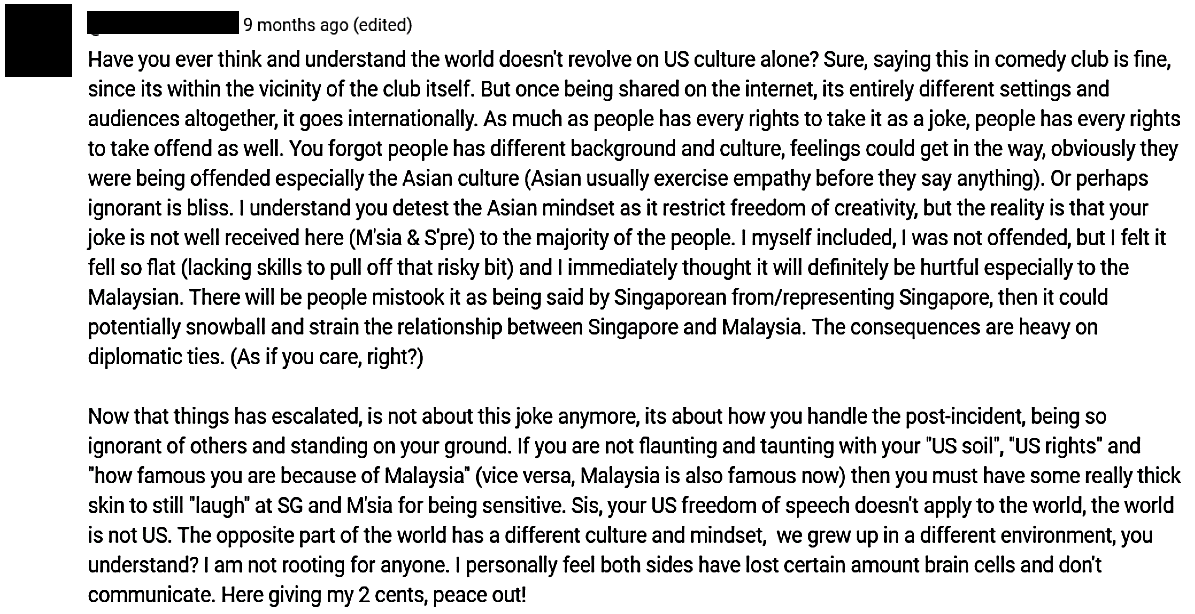 9 months ago (edited)
Have you ever think and understand the world doesn't revolve on US culture alone? Sure, saying this in comedy club is fine,
since its within the vicinity of the club itself. But once being shared on the internet, its entirely different settings and
audiences altogether, it goes internationally. As much as people has every rights to take it as a joke, people has every rights
to take offend as well. You forgot people has different background and culture, feelings could get in the way, obviously they
were being offended especially the Asian culture (Asian usually exercise empathy before they say anything). Or perhaps
ignorant is bliss. I understand you detest the Asian mindset as it restrict freedom of creativity, but the reality is that your
joke is not well received here (M'sia & S'pre) to the majority of the people. I myself included, I was not offended, but I felt it
fell so flat (lacking skills to pull off that risky bit) and I immediately thought it will definitely be hurtful especially to the
Malaysian. There will be people mistook it as being said by Singaporean from/representing Singapore, then it could
potentially snowball and strain the relationship between Singapore and Malaysia. The consequences are heavy on
diplomatic ties. (As if you care, right?)

Now that things has escalated, is not about this joke anymore, its about how you handle the post-incident, being so
ignorant of others and standing on your ground. If you are not flaunting and taunting with your "US soil", "US rights" and
"how famous you are because of Malaysia" (vice versa, Malaysia is also famous now) then you must have some really thick
skin to still "laugh" at SG and M'sia for being sensitive. Sis, your US freedom of speech doesn't apply to the world, the world
is not US. The opposite part of the world has a different culture and mindset,  we grew up in a different environment, you
understand? I am not rooting for anyone. I personally feel both sides have lost certain amount brain cells and don't
communicate. Here giving my 2 cents, peace out!